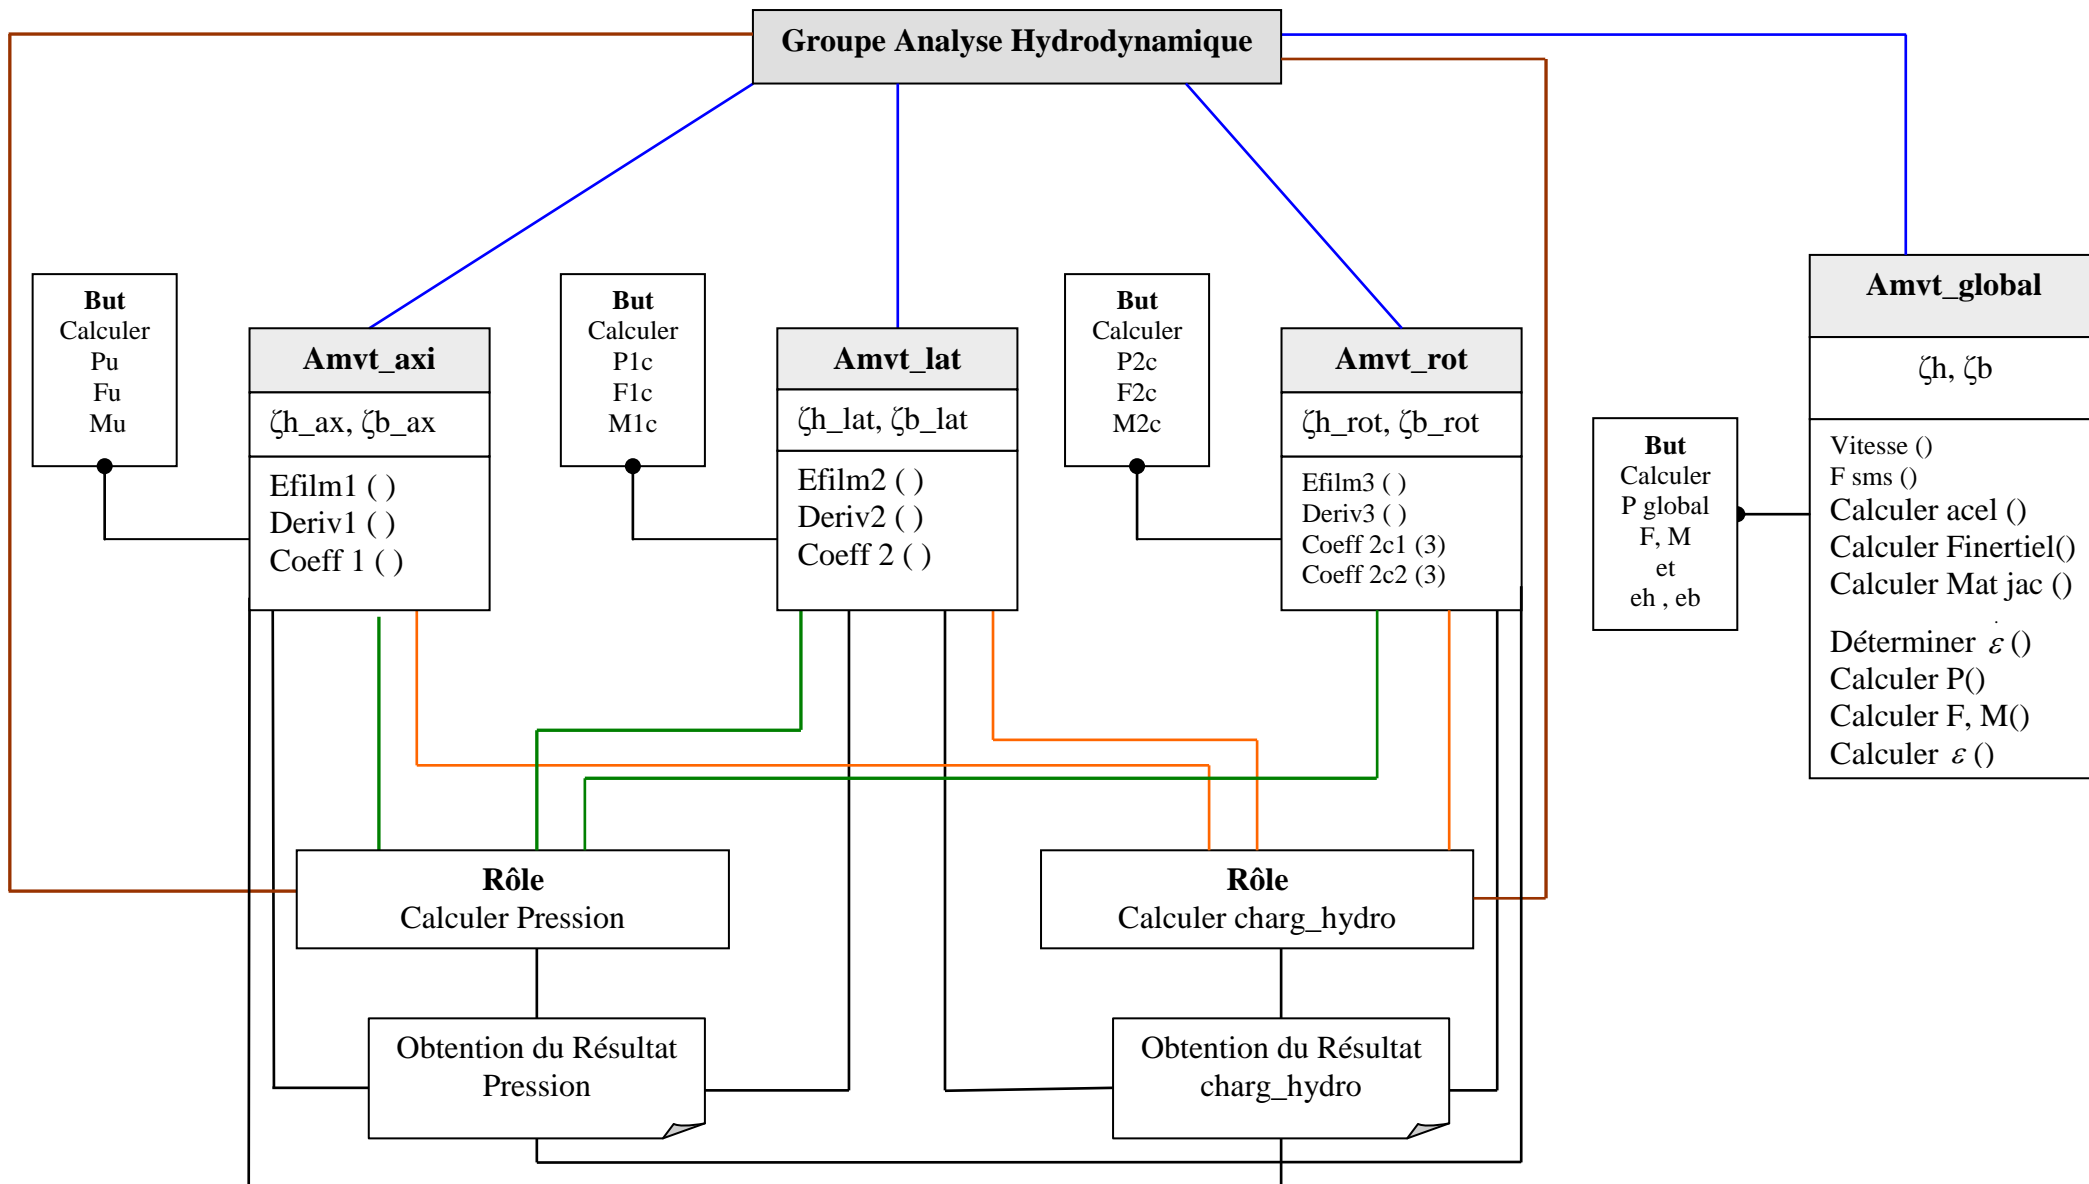 Groupe Analyse Hydrodynamique
But
Calculer
Pu
Fu
Mu
Amvt_axi
ζh_ax, ζb_ax
Efilm1 ( )
Deriv1 ( )
Coeff 1 ( )
But
Calculer
P1c
F1c
M1c
Amvt_lat
ζh_lat, ζb_lat
Efilm2 ( )
Deriv2 ( )
Coeff 2 ( )
But
Calculer
P2c
F2c
M2c
Amvt_rot
ζh_rot, ζb_rot
Efilm3 ( )
Deriv3 ( )
Coeff 2c1 (3)
Coeff 2c2 (3)
But
Calculer
P global
F, M
et
eh , eb
Amvt_global
ζh, ζb
Vitesse ()
F sms ()
Calculer acel ()
Calculer Finertiel()
Calculer Mat jac ()
Déterminer ε̇ ()
Calculer P()
Calculer F, M()
Calculer ε ()
Rôle
Calculer Pression
Rôle
Calculer charg_hydro
Obtention du Résultat
Pression
Obtention du Résultat
charg_hydro